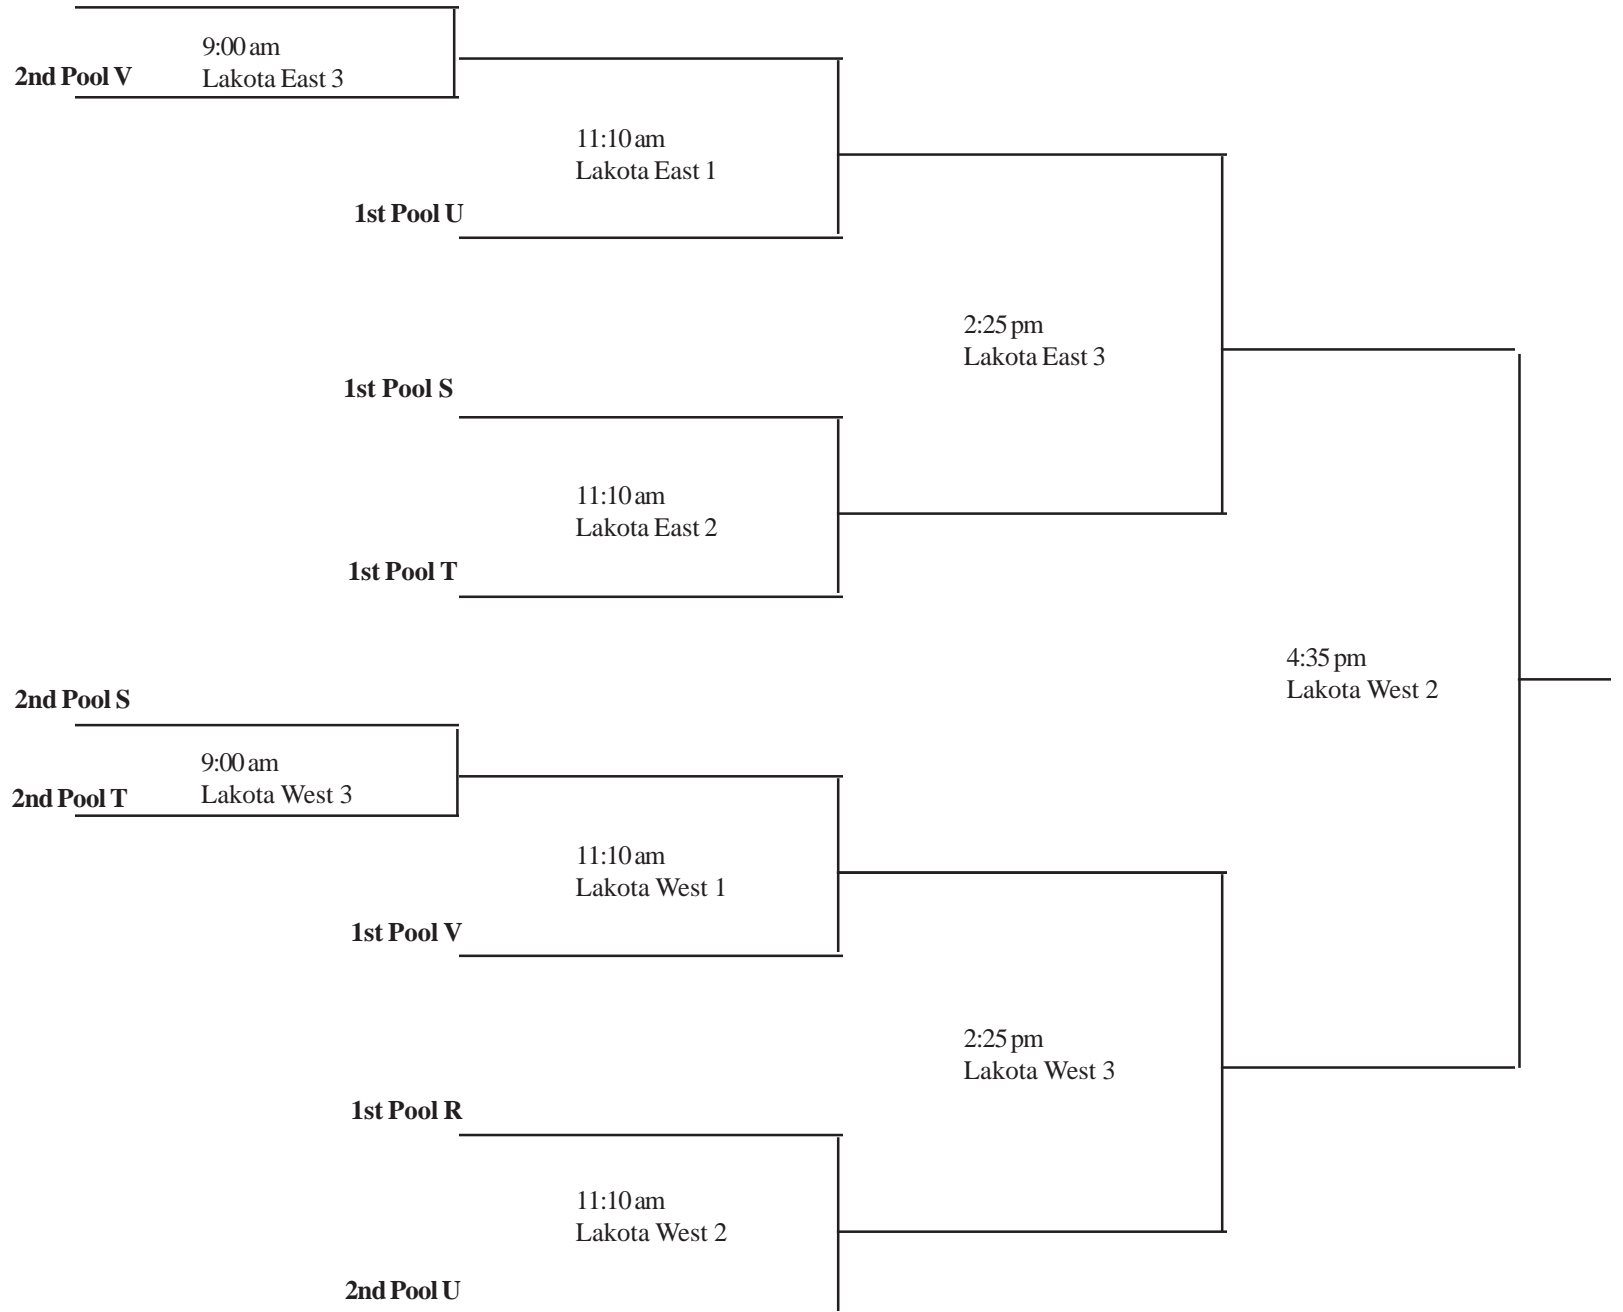 9:00 am
2nd Pool V
Lakota East 3
11:10 am
Lakota East 1
1st Pool U
2:25 pm
Lakota East 3
1st Pool S
11:10 am
Lakota East 2
1st Pool T
4:35 pm
Lakota West 2
2nd Pool S
9:00 am
Lakota West 3
2nd Pool T
11:10 am
Lakota West 1
1st Pool V
2:25 pm
Lakota West 3
1st Pool R
11:10 am
Lakota West 2
2nd Pool U